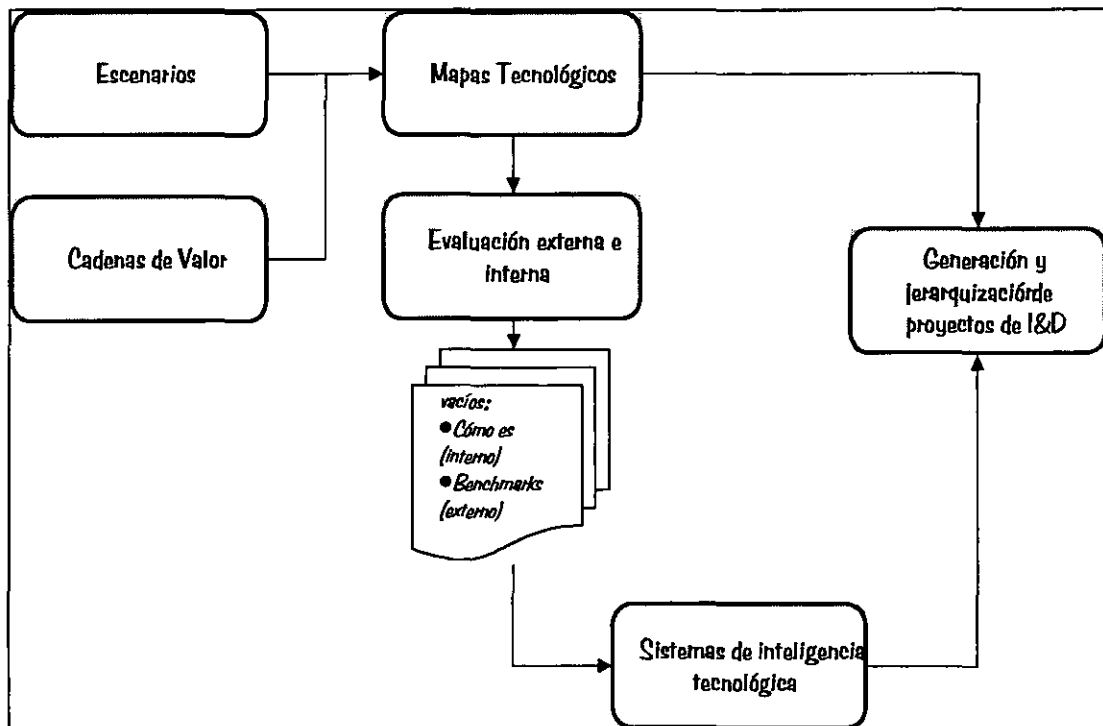 Escenarios
Mapas Tecnológicos
Cadenas de Valor
Evaluación externa e
interna
Generación y
jerarquizaciórde
proyectos de I&D
vacíos:
●Cómo es
(interno)
●Benchmarks
(externo)
Sistemas de inteligencia
tecnológica